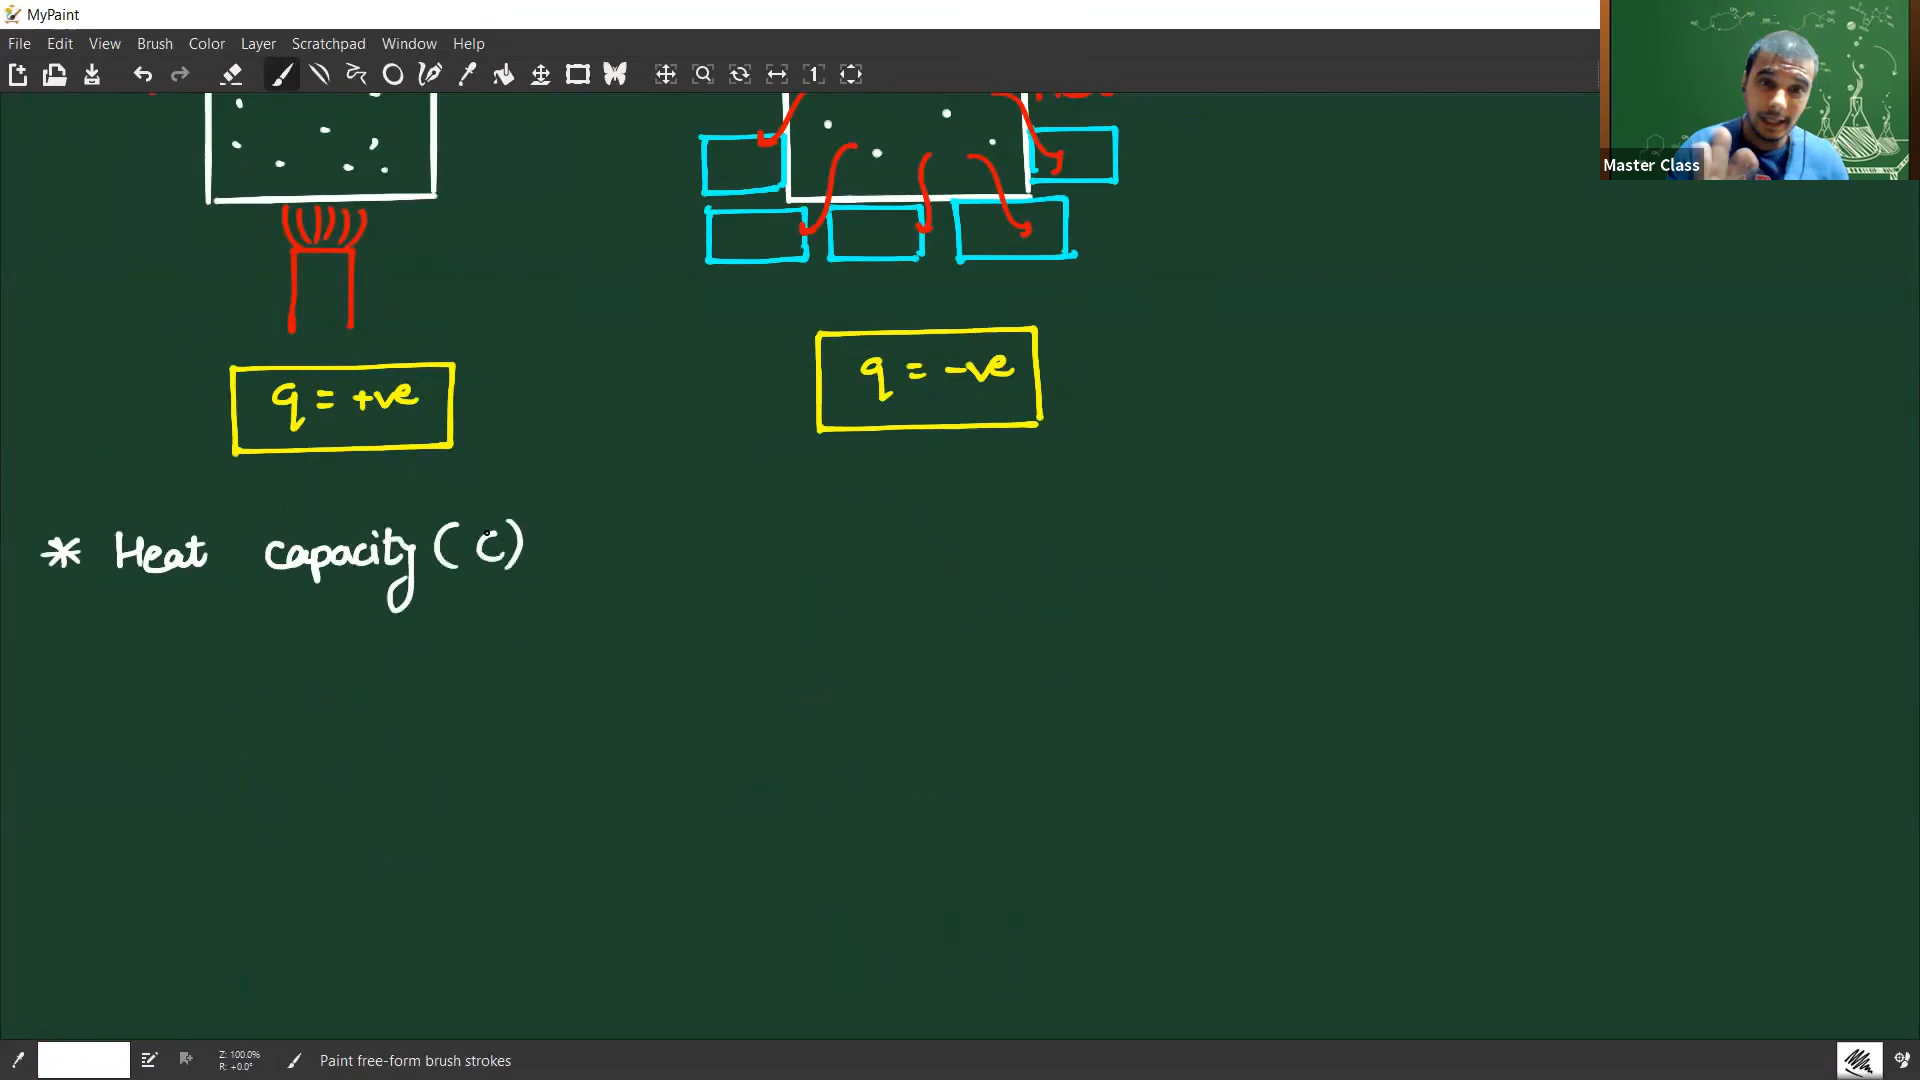 MyPaint
File Edit View Brush Color Layer Scratchpad Window Help
Master Class
q = +ve
q = -ve
* Heat capacity (C)
Z: 100.0%
R: +0.0°
Paint free-form brush strokes